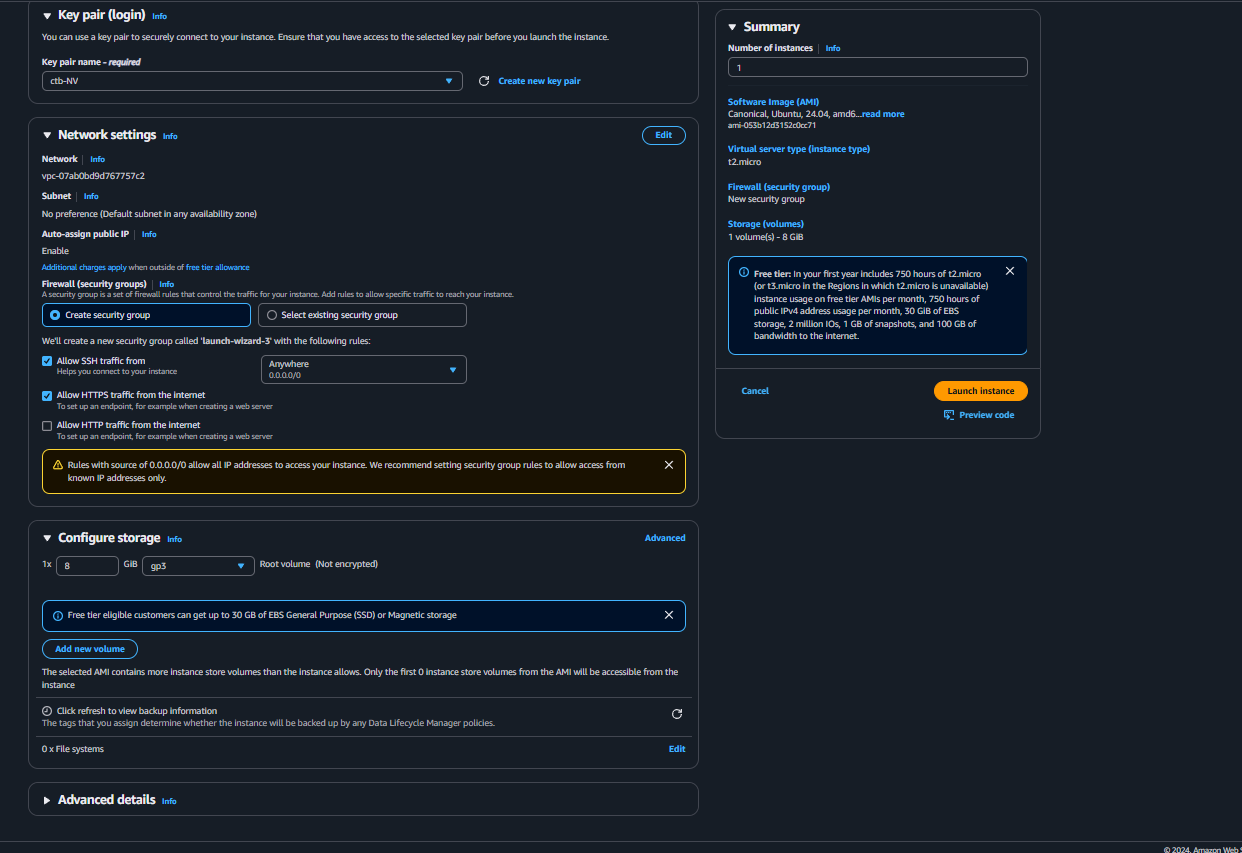 Key pair (login) Info
You can use a key pair to securely connect to your instance. Ensure that you have access to the selected key pair before you launch the instance.
Key pair name - required
ctb-NV
Create new key pair
Network settings Info
Edit
Network Info
vpc-07ab0bd9d767757c2
Subnet Info
No preference (Default subnet in any availability zone)
Auto-assign public IP Info
Enable
Additional charges apply when outside of free tier allowance
Firewall (security groups) Info
A security group is a set of firewall rules that control the traffic for your instance. Add rules to allow specific traffic to reach your instance.
Create security group
Select existing security group
We'll create a new security group called 'launch-wizard-3' with the following rules:
Allow SSH traffic from
Helps you connect to your instance
Anywhere
0.0.0.0/0
Allow HTTPS traffic from the internet
To set up an endpoint, for example when creating a web server
Allow HTTP traffic from the internet
To set up an endpoint, for example when creating a web server
Rules with source of 0.0.0.0/0 allow all IP addresses to access your instance. We recommend setting security group rules to allow access from
known IP addresses only.
Configure storage Info
Advanced
1x 8 GiB gp3 Root volume (Not encrypted)
Free tier eligible customers can get up to 30 GB of EBS General Purpose (SSD) or Magnetic storage
Add new volume
The selected AMI contains more instance store volumes than the instance allows. Only the first 0 instance store volumes from the AMI will be accessible from the
instance
Click refresh to view backup information
The tags that you assign determine whether the instance will be backed up by any Data Lifecycle Manager policies.
0 x File systems
Edit
Advanced details Info
Summary
Number of instances Info
1
Software Image (AMI)
Canonical, Ubuntu, 24.04, amd6...read more
ami-053b12d3152c0cc71
Virtual server type (instance type)
t2.micro
Firewall (security group)
New security group
Storage (volumes)
1 volume(s) - 8 GiB
Free tier: In your first year includes 750 hours of t2.micro
(or t3.micro in the Regions in which t2.micro is unavailable)
instance usage on free tier AMIs per month, 750 hours of
public IPv4 address usage per month, 30 GiB of EBS
storage, 2 million IOs, 1 GB of snapshots, and 100 GB of
bandwidth to the internet.
Cancel
Launch instance
Preview code
© 2024, Amazon Web